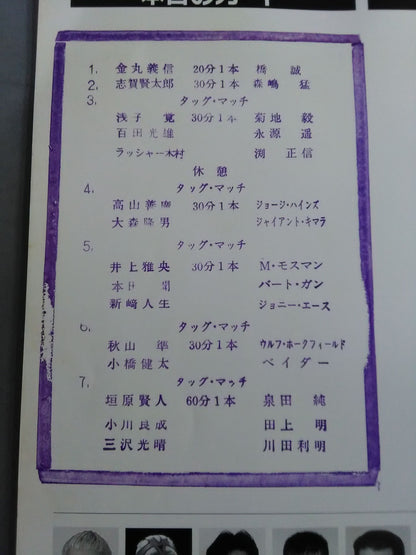 本日のカード
1. 金丸義信 20分1本 橋 誠
2. 志賀賢太郎 30分1本 森嶋 猛
3. タッグ・マッチ
浅子 覚 30分1本 菊地 毅
百田光雄 永源 遥
ラッシャー木村 渕 正信
休憩
4. タッグ・マッチ
高山善廣 30分1本 ジョージ・ハインズ
大森隆男 ジャイアント・キマラ
5. タッグ・マッチ
井上雅央 30分1本 M・モスマン
本田 バート・ガン
新崎人生 ジョニー・エース
6. タッグ・マッチ
秋山 準 30分1本 ウルフ・ホークフィールド
小橋健太 ベイダー
7. タッグ・マッチ
垣原賢人 60分1本 泉田 純
小川良成 田上 明
三沢光晴 川田利明